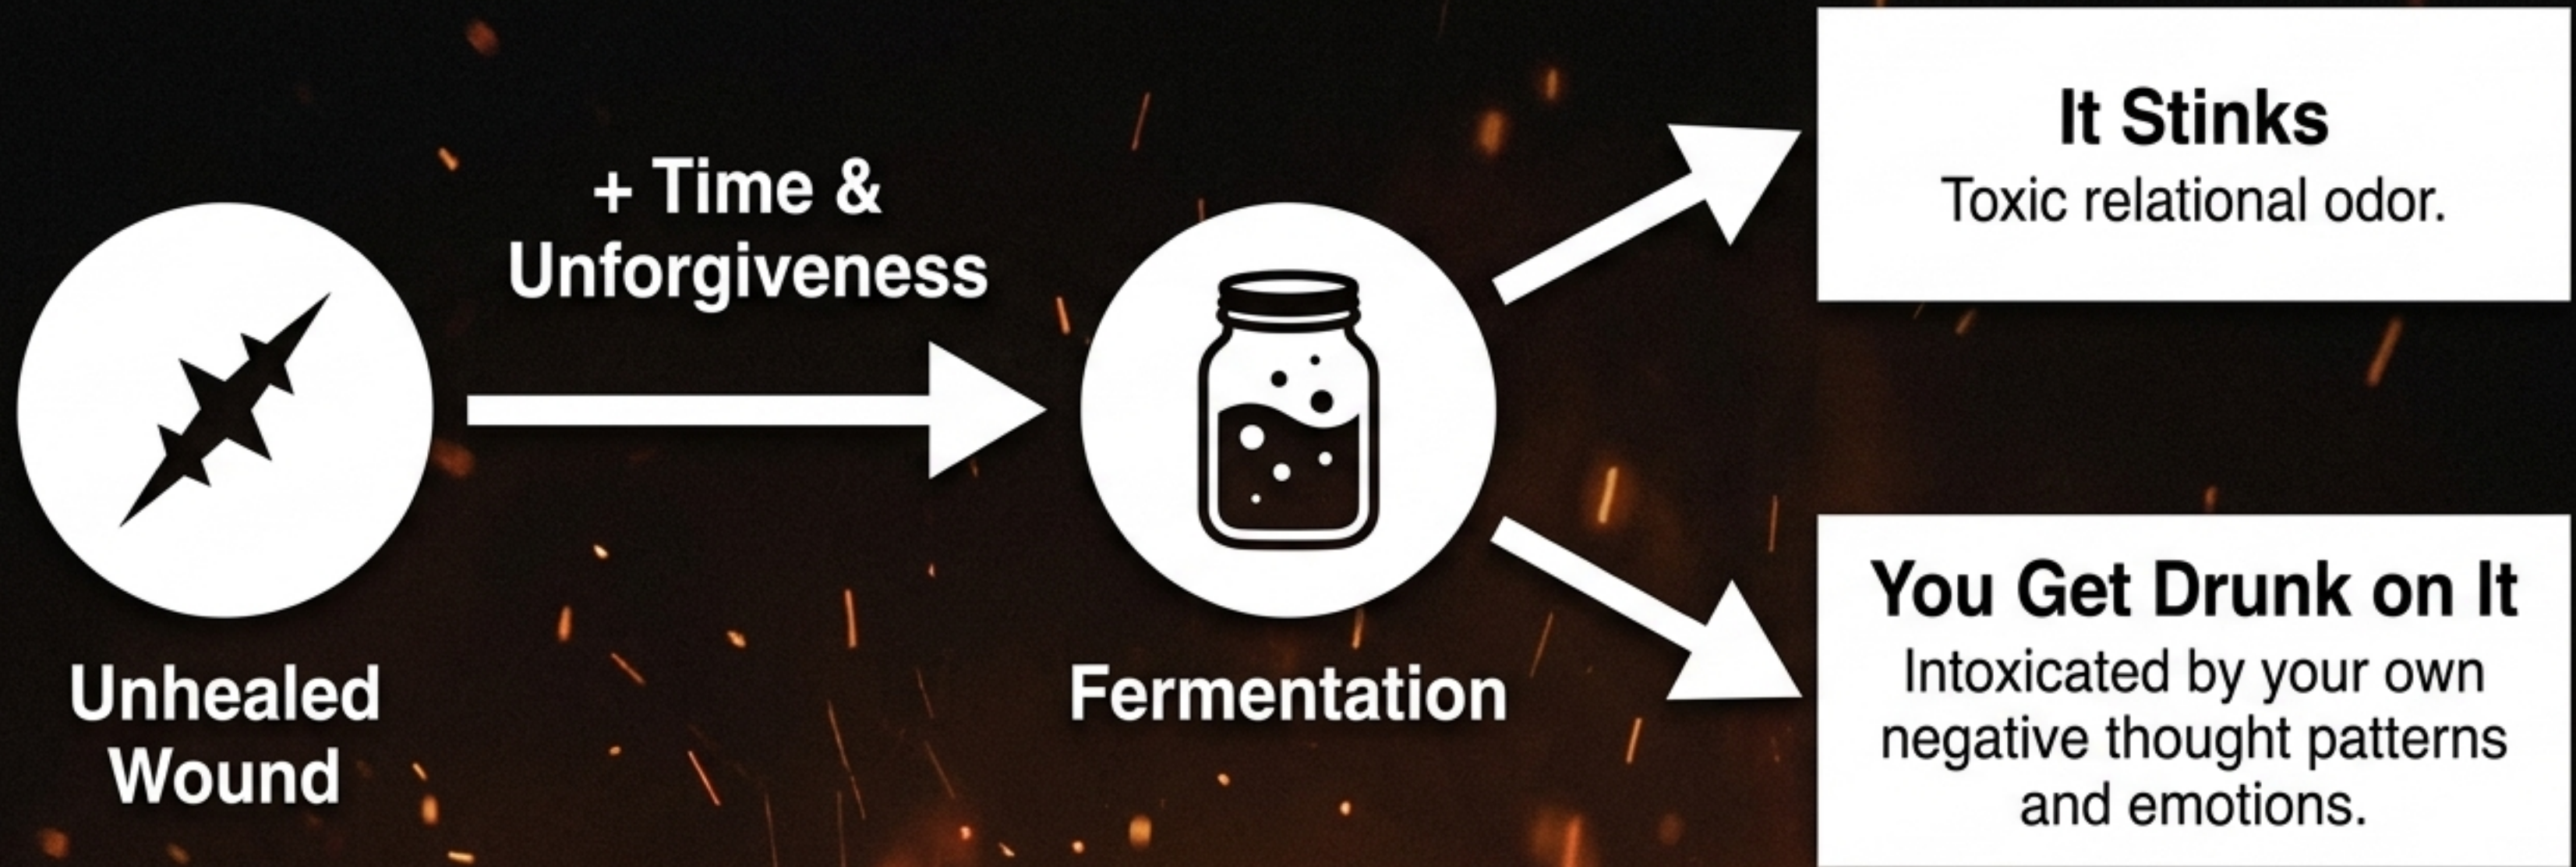 + Time &
Unforgiveness
Unhealed
Wound
Fermentation
It Stinks
Toxic relational odor.
You Get Drunk on It
Intoxicated by your own
negative thought patterns
and emotions.